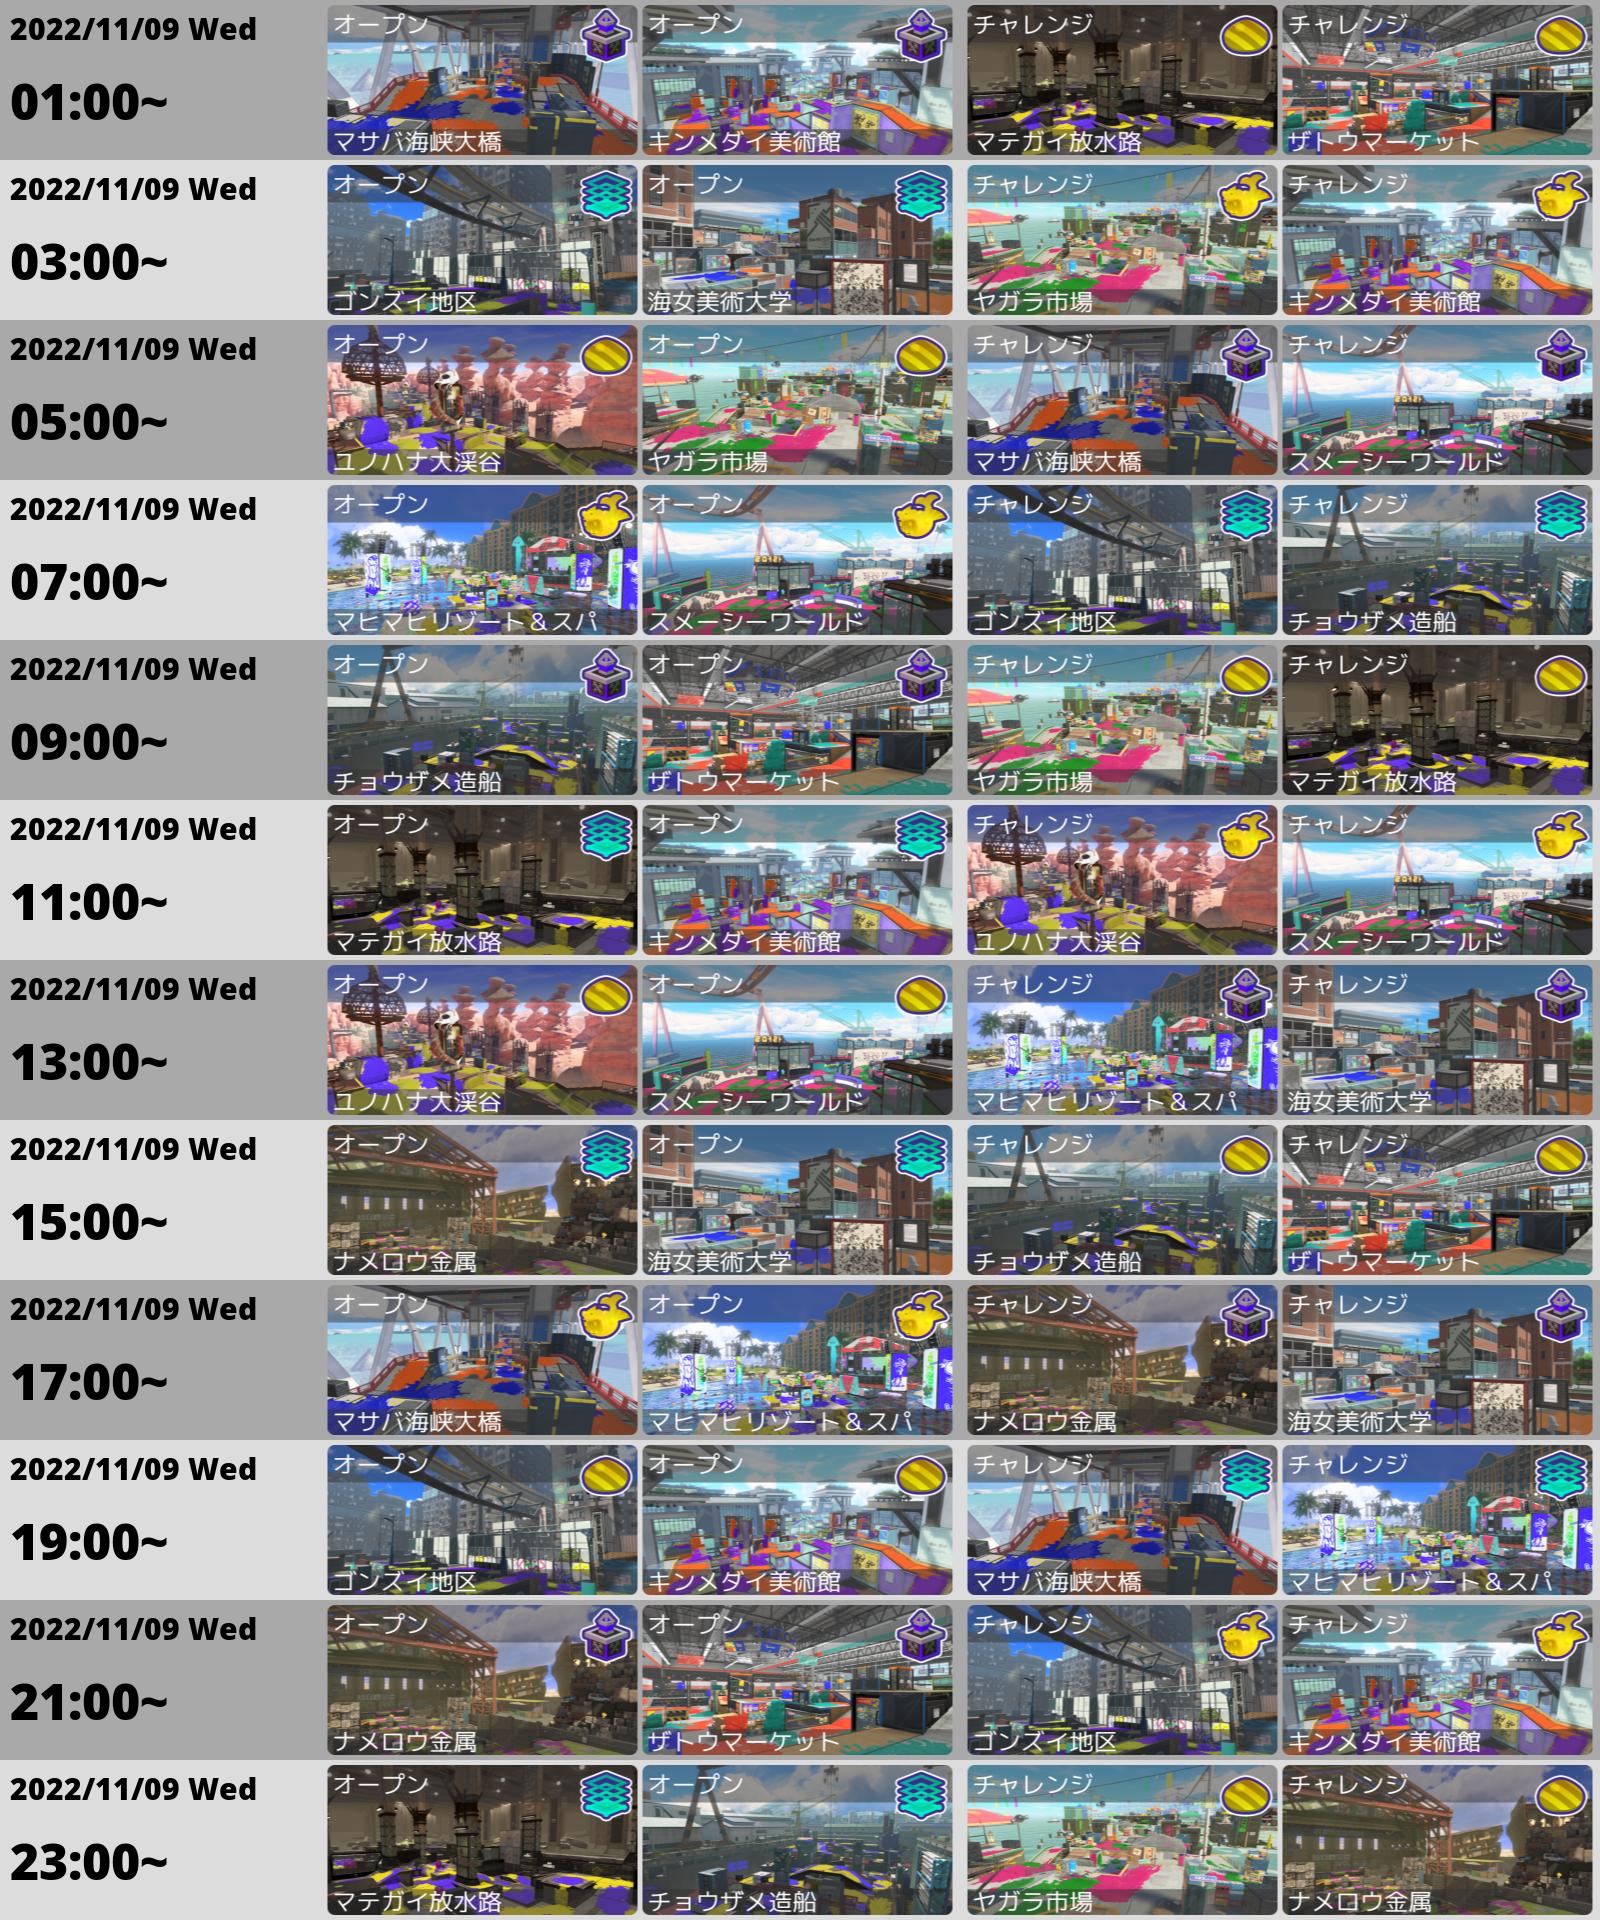 2022/11/09 Wed
01:00~
オープン
マサバ海峡大橋
オープン
キンメダイ美術館
チャレンジ
マテガイ放水路
チャレンジ
ザトウマーケット
2022/11/09 Wed
03:00~
オープン
ゴンズイ地区
オープン
海女美術大学
チャレンジ
ヤガラ市場
チャレンジ
キンメダイ美術館
2022/11/09 Wed
05:00~
オープン
ユノハナ大渓谷
オープン
ヤガラ市場
チャレンジ
マサバ海峡大橋
チャレンジ
スメーシーワールド
2022/11/09 Wed
07:00~
オープン
マヒマヒリゾート＆スパ
オープン
スメーシーワールド
チャレンジ
ゴンズイ地区
チャレンジ
チョウザメ造船
2022/11/09 Wed
09:00~
オープン
チョウザメ造船
オープン
ザトウマーケット
チャレンジ
ヤガラ市場
チャレンジ
マテガイ放水路
2022/11/09 Wed
11:00~
オープン
マテガイ放水路
オープン
キンメダイ美術館
チャレンジ
ユノハナ大渓谷
チャレンジ
スメーシーワールド
2022/11/09 Wed
13:00~
オープン
ユノハナ大渓谷
オープン
スメーシーワールド
チャレンジ
マヒマヒリゾート＆スパ
チャレンジ
海女美術大学
2022/11/09 Wed
15:00~
オープン
ナメロウ金属
オープン
海女美術大学
チャレンジ
チョウザメ造船
チャレンジ
ザトウマーケット
2022/11/09 Wed
17:00~
オープン
マサバ海峡大橋
オープン
マヒマヒリゾート＆スパ
チャレンジ
ナメロウ金属
チャレンジ
海女美術大学
2022/11/09 Wed
19:00~
オープン
ゴンズイ地区
オープン
キンメダイ美術館
チャレンジ
マサバ海峡大橋
チャレンジ
マヒマヒリゾート＆スパ
2022/11/09 Wed
21:00~
オープン
ナメロウ金属
オープン
ザトウマーケット
チャレンジ
ゴンズイ地区
チャレンジ
キンメダイ美術館
2022/11/09 Wed
23:00~
オープン
マテガイ放水路
オープン
チョウザメ造船
チャレンジ
ヤガラ市場
チャレンジ
ナメロウ金属